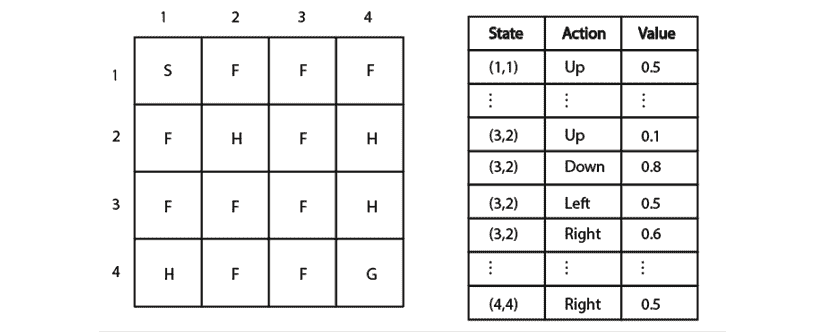 1 2 3 4
1 S F F F
2 F H F H
3 F F F H
4 H F F G
State Action Value
(1,1) Up 0.5
⋮ ⋮ ⋮
(3,2) Up 0.1
(3,2) Down 0.8
(3,2) Left 0.5
(3,2) Right 0.6
⋮ ⋮ ⋮
(4,4) Right 0.5